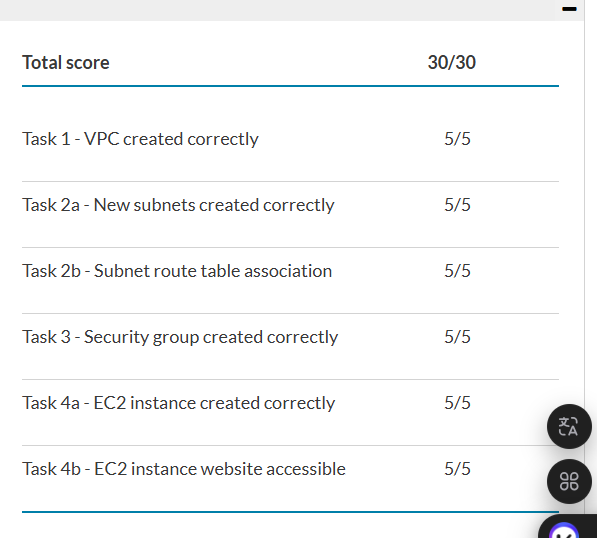 Total score 30/30
Task 1 - VPC created correctly 5/5
Task 2a - New subnets created correctly 5/5
Task 2b - Subnet route table association 5/5
Task 3 - Security group created correctly 5/5
Task 4a - EC2 instance created correctly 5/5
Task 4b - EC2 instance website accessible 5/5
文A